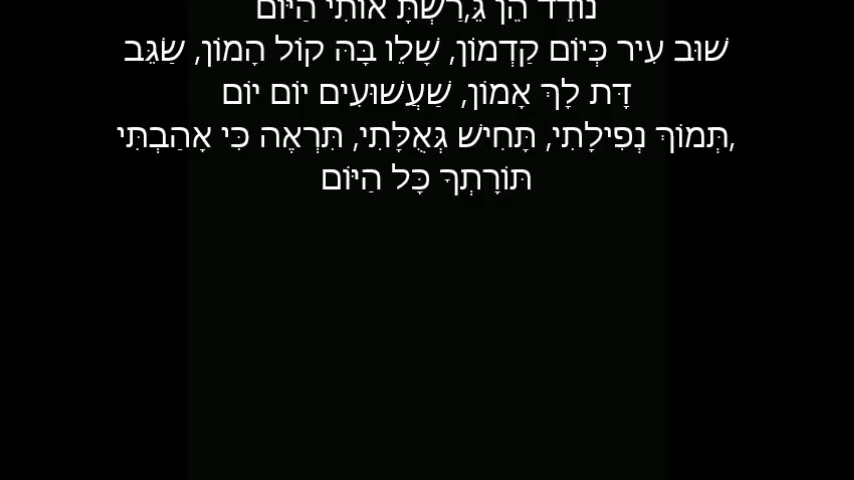 נוֹדֵד הֵן גֵּ,רַשְׁתָּ אוֹתִי הַיּוֹם
שׁוּב עִיר כְּיוֹם קַדְמוֹן, שָׁלֵו בָּהּ קוֹל הָמוֹן, שַׂגֵּב
דָּת לָךְ אָמוֹן, שַׁעֲשׁוּעִים יוֹם יוֹם
תְּמוֹךְ נְפִילָתִי, תָּחִישׁ גְּאֻלָּתִי, תִּרְאֶה כִּי אָהַבְתִּי,
תּוֹרָתְךָ כָּל הַיּוֹם